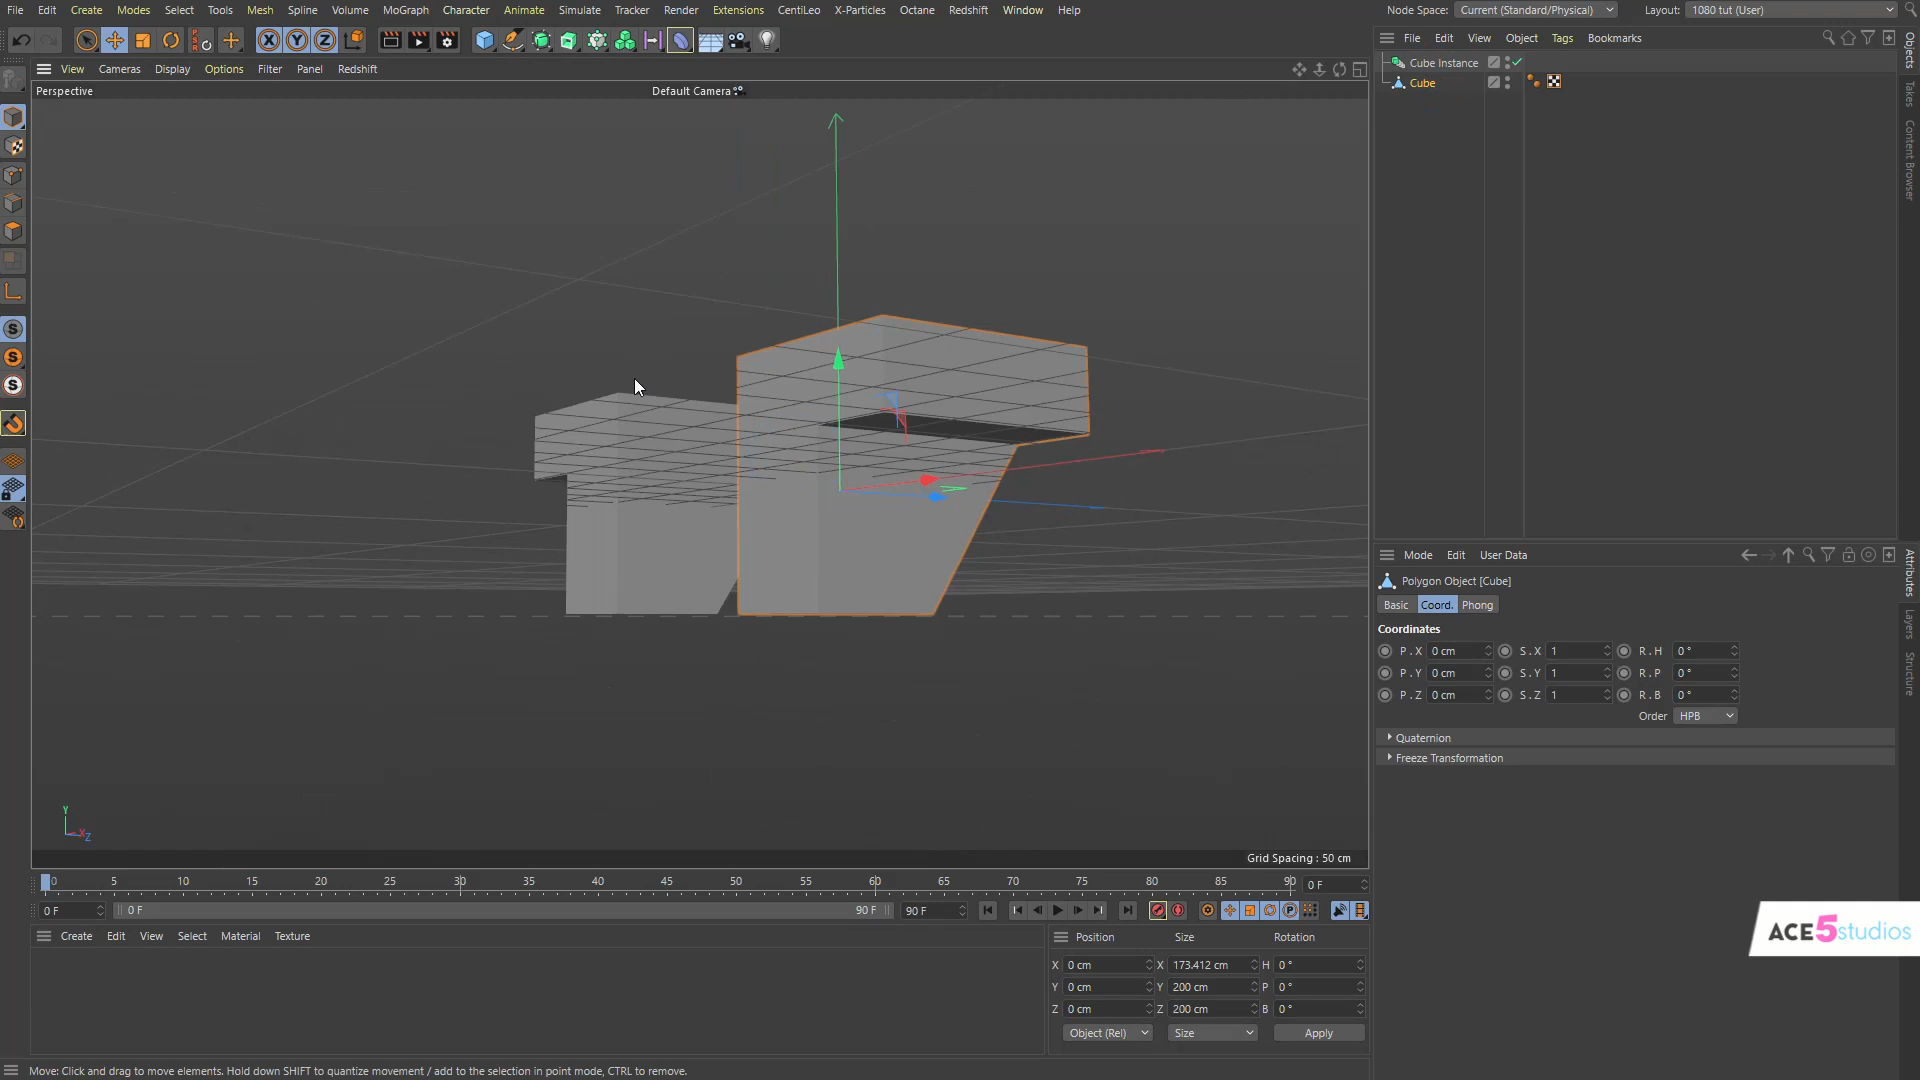 File Edit Create Modes Select Tools Mesh Spline Volume MoGraph Character Animate Simulate Tracker Render Extensions CentiLeo X-Particles Octane Redshift Window Help
Node Space: Current (Standard/Physical) Layout: 1080 tut (User)
View Cameras Display Options Filter Panel Redshift
Perspective
Default Camera
File Edit View Object Tags Bookmarks
Cube Instance
Cube
Objects
Takes
Content Browser
Mode Edit User Data
Polygon Object [Cube]
Basic Coord. Phong
Coordinates
P . X 0 cm S . X 1 R . H 0 °
P . Y 0 cm S . Y 1 R . P 0 °
P . Z 0 cm S . Z 1 R . B 0 °
Order HPB
Quaternion
Freeze Transformation
Attributes
Layers
Structure
Y
X
Z
Grid Spacing : 50 cm
0 5 10 15 20 25 30 35 40 45 50 55 60 65 70 75 80 85 90 0 F
0 F 0 F 90 F 90 F
Create Edit View Select Material Texture
Position Size Rotation
X 0 cm X 173.412 cm H 0 °
Y 0 cm Y 200 cm P 0 °
Z 0 cm Z 200 cm B 0 °
Object (Rel) Size Apply
ACE5studios
Move: Click and drag to move elements. Hold down SHIFT to quantize movement / add to the selection in point mode, CTRL to remove.